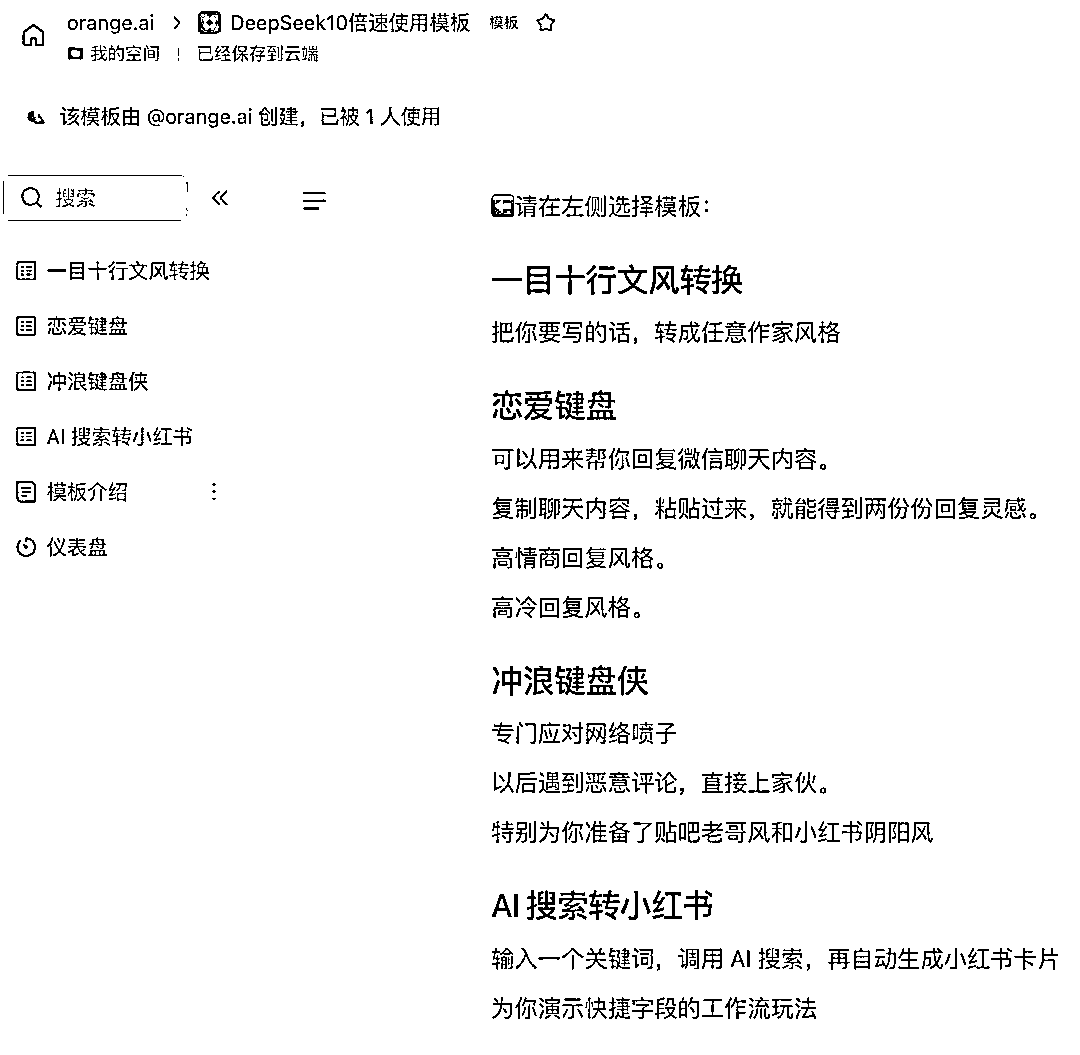 orange.ai > DeepSeek10倍速使用模板 模板
我的空间 | 已经保存到云端
该模板由 @orange.ai 创建，已被 1 人使用
搜索
一目十行文风转换
恋爱键盘
冲浪键盘侠
AI 搜索转小红书
模板介绍
仪表盘
请在左侧选择模板：
一目十行文风转换
把你要写的话，转成任意作家风格
恋爱键盘
可以用来帮你回复微信聊天内容。
复制聊天内容，粘贴过来，就能得到两份份回复灵感。
高情商回复风格。
高冷回复风格。
冲浪键盘侠
专门应对网络喷子
以后遇到恶意评论，直接上家伙。
特别为你准备了贴吧老哥风和小红书阴阳风
AI 搜索转小红书
输入一个关键词，调用 AI 搜索，再自动生成小红书卡片
为你演示快捷字段的工作流玩法